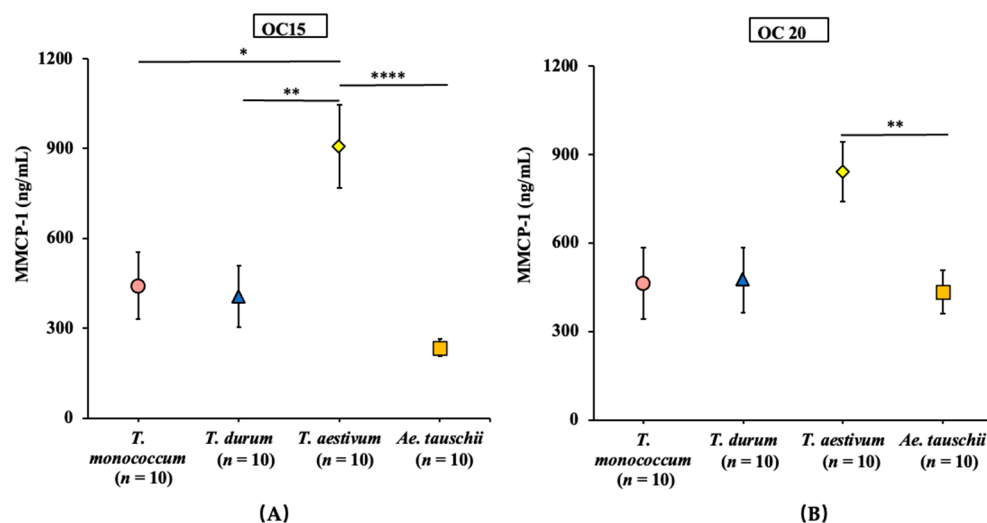 OC15
MMCP-1 (ng/mL)
1200
900
600
300
0
*
**
****
T.
monococcum
(n = 10)
T. durum
(n = 10)
T. aestivum
(n = 10)
Ae. tauschii
(n = 10)
(A)
OC 20
MMCP-1 (ng/mL)
1200
900
600
300
0
**
T.
monococcum
(n = 10)
T. durum
(n = 10)
T. aestivum
(n = 10)
Ae. tauschii
(n = 10)
(B)